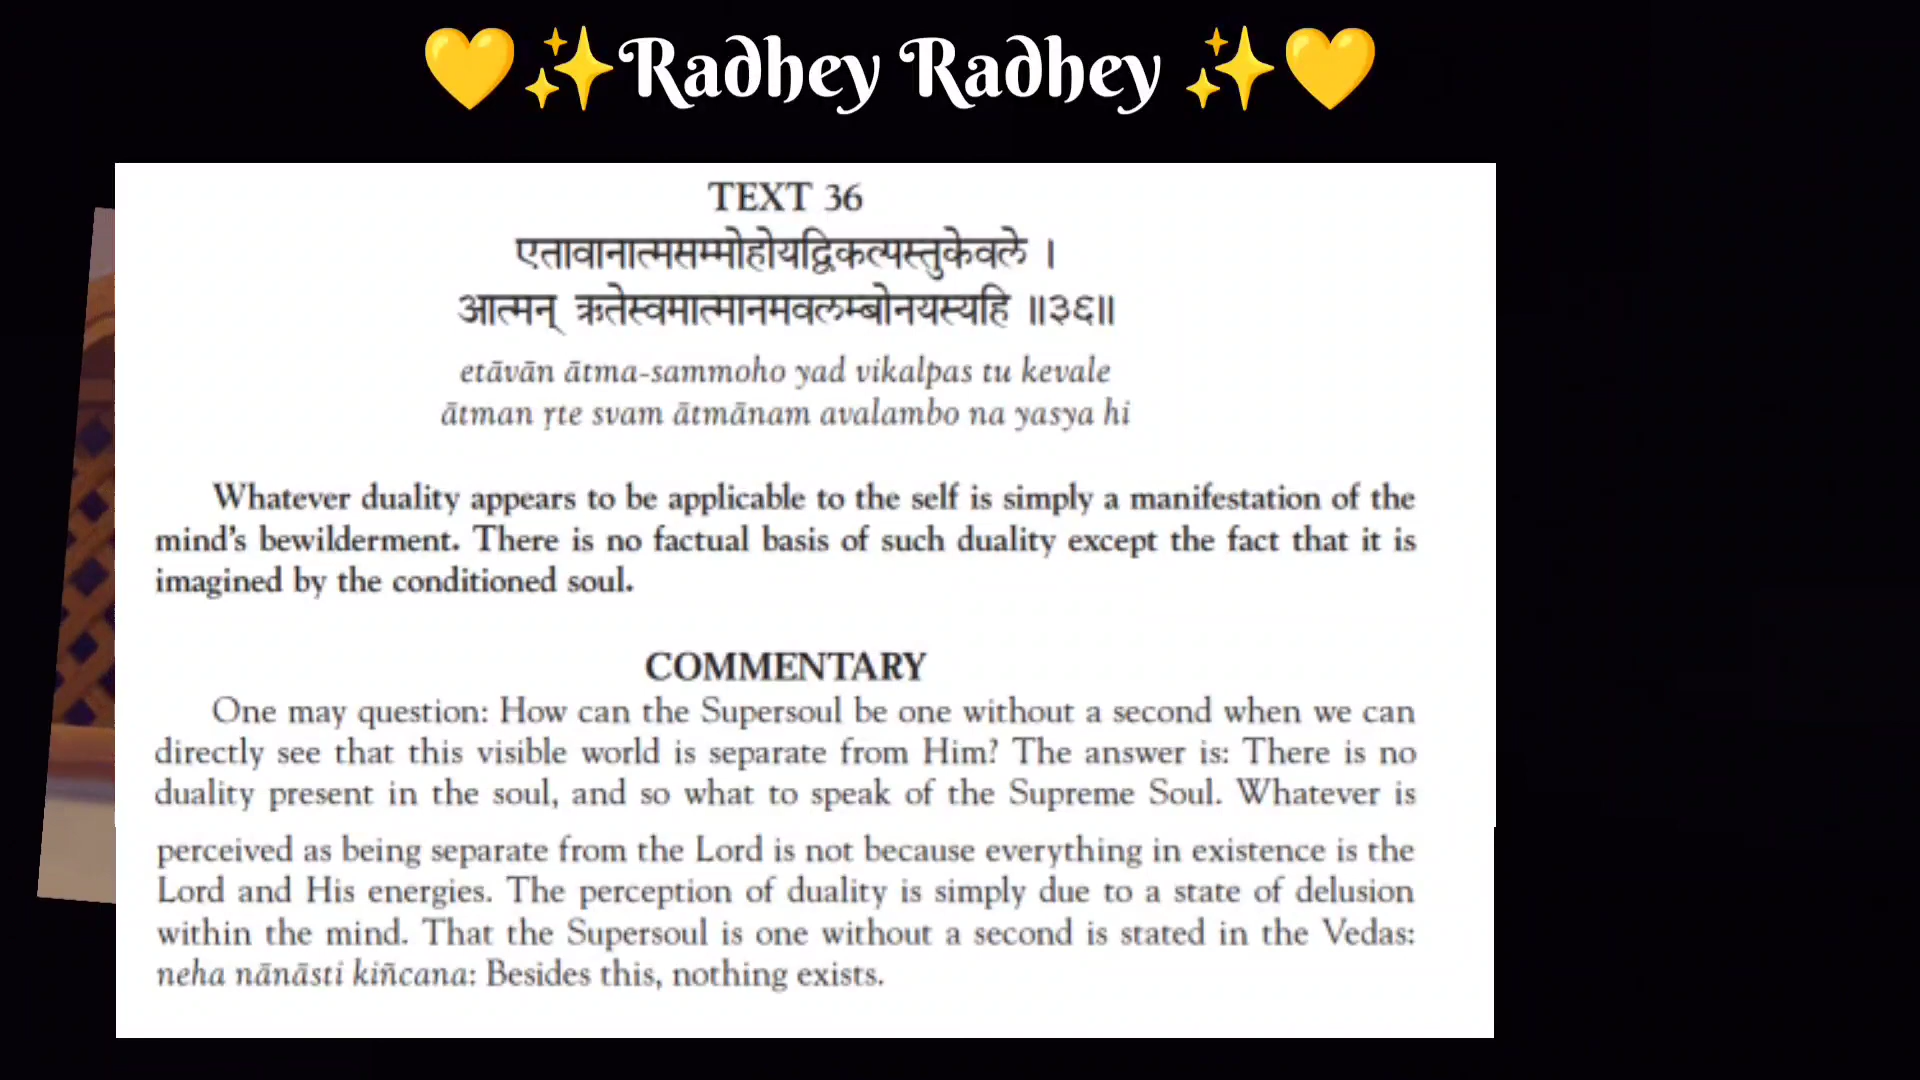 💛✨Radhey Radhey ✨💛
TEXT 36
एतावानात्मसम्मोहोयद्विकल्पस्तुकेवले ।
आत्मन् ऋतेस्वमात्मानमवलम्बोनयस्यहि ॥३६॥
etāvān ātma-sammoho yad vikalpas tu kevale
ātman ṛte svam ātmānam avalambo na yasya hi
Whatever duality appears to be applicable to the self is simply a manifestation of the
mind’s bewilderment. There is no factual basis of such duality except the fact that it is
imagined by the conditioned soul.
COMMENTARY
One may question: How can the Supersoul be one without a second when we can
directly see that this visible world is separate from Him? The answer is: There is no
duality present in the soul, and so what to speak of the Supreme Soul. Whatever is
perceived as being separate from the Lord is not because everything in existence is the
Lord and His energies. The perception of duality is simply due to a state of delusion
within the mind. That the Supersoul is one without a second is stated in the Vedas:
neha nānāsti kiñcana: Besides this, nothing exists.